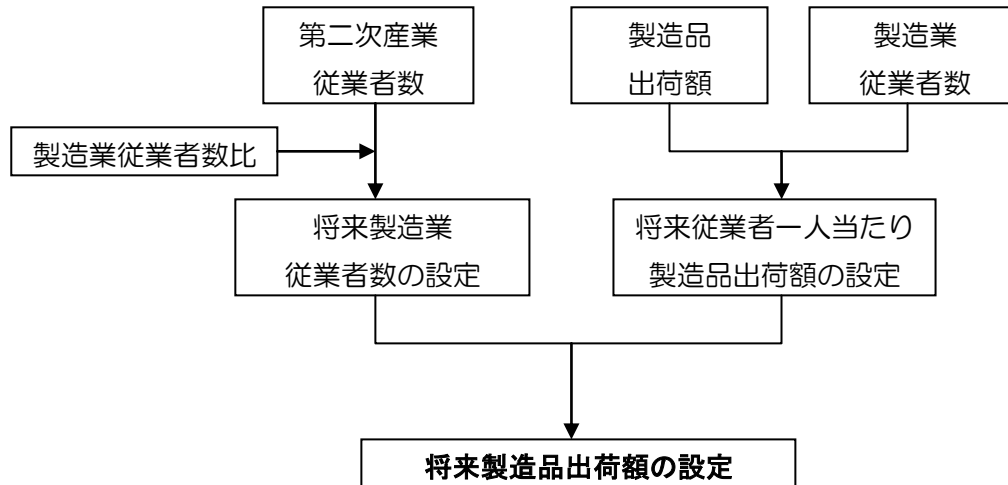 第二次産業
従業者数
製造品
出荷額
製造業
従業者数
製造業従業者数比
将来製造業
従業者数の設定
将来従業者一人当たり
製造品出荷額の設定
将来製造品出荷額の設定